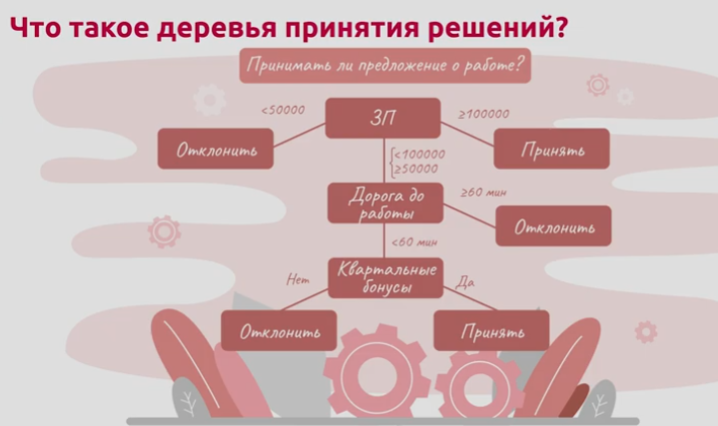 Что такое деревья принятия решений?
Принимать ли предложение о работе?
<50000
ЗП
≥100000
Отклонить
Принять
<100000
≥50000
Дорога до
работы
≥60 мин
Отклонить
<60 мин
Квартальные
бонусы
Нет
Да
Отклонить
Принять